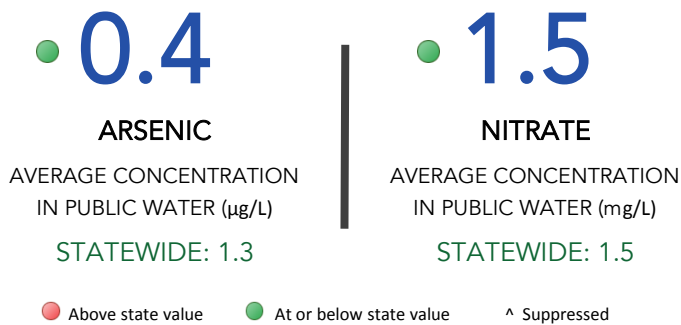 0.4
ARSENIC
AVERAGE CONCENTRATION
IN PUBLIC WATER (µg/L)
STATEWIDE: 1.3
1.5
NITRATE
AVERAGE CONCENTRATION
IN PUBLIC WATER (mg/L)
STATEWIDE: 1.5
Above state value
At or below state value
^ Suppressed